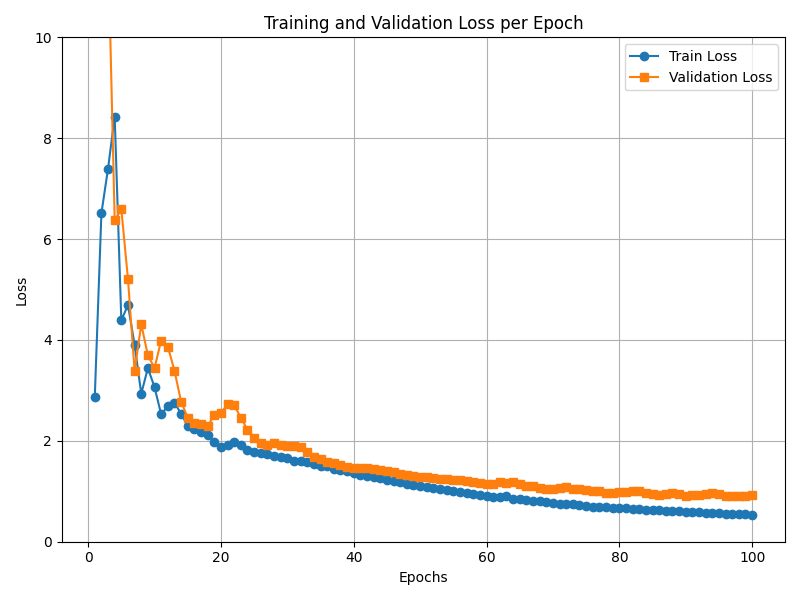 Training and Validation Loss per Epoch
Train Loss
Validation Loss
10
8
6
4
2
0
Loss
0 20 40 60 80 100
Epochs